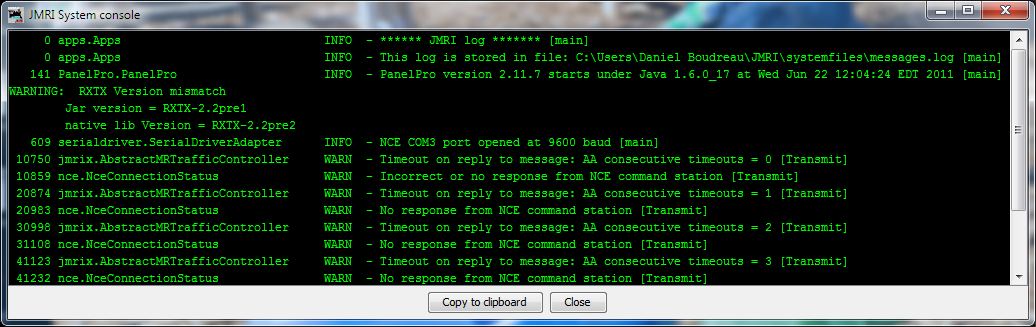 JMRI System console
0 apps.Apps INFO - ****** JMRI log ******* [main]
0 apps.Apps INFO - This log is stored in file: C:\Users\Daniel Boudreau\JMRI\systemfiles\messages.log [main]
141 PanelPro.PanelPro INFO - PanelPro version 2.11.7 starts under Java 1.6.0_17 at Wed Jun 22 12:04:24 EDT 2011 [main]
WARNING: RXTX Version mismatch
Jar version = RXTX-2.2pre1
native lib Version = RXTX-2.2pre2
609 serialdriver.SerialDriverAdapter INFO - NCE COM3 port opened at 9600 baud [main]
10750 jmrix.AbstractMRTrafficController WARN - Timeout on reply to message: AA consecutive timeouts = 0 [Transmit]
10859 nce.NceConnectionStatus WARN - Incorrect or no response from NCE command station [Transmit]
20874 jmrix.AbstractMRTrafficController WARN - Timeout on reply to message: AA consecutive timeouts = 1 [Transmit]
20983 nce.NceConnectionStatus WARN - No response from NCE command station [Transmit]
30998 jmrix.AbstractMRTrafficController WARN - Timeout on reply to message: AA consecutive timeouts = 2 [Transmit]
31108 nce.NceConnectionStatus WARN - No response from NCE command station [Transmit]
41123 jmrix.AbstractMRTrafficController WARN - Timeout on reply to message: AA consecutive timeouts = 3 [Transmit]
41232 nce.NceConnectionStatus WARN - No response from NCE command station [Transmit]
Copy to clipboard Close